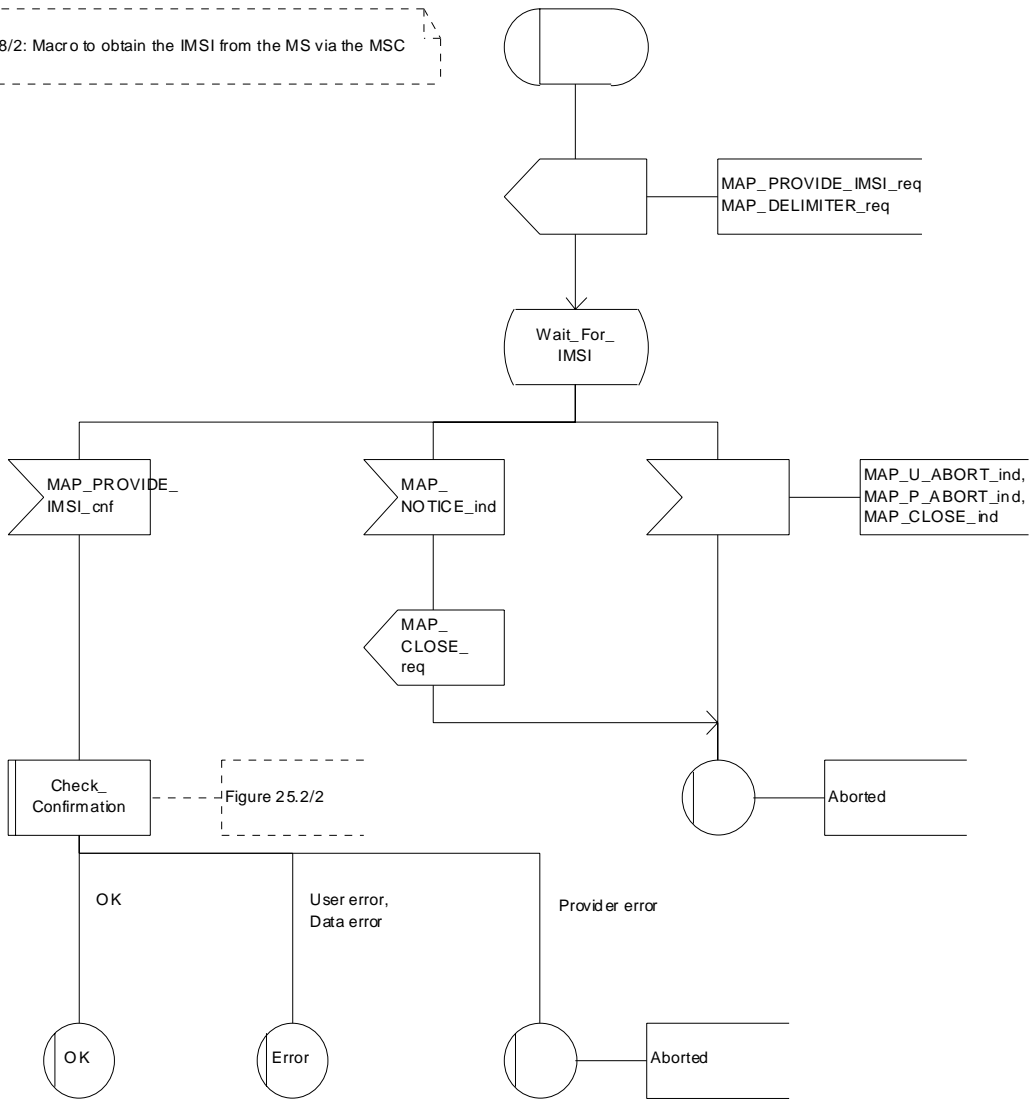 8/2: Macro to obtain the IMSI from the MS via the MSC
MAP_PROVIDE_IMSI_req
MAP_DELIMITER_req
Wait_For_
IMSI
MAP_PROVIDE_
IMSI_cnf
MAP_
NOTICE_ind
MAP_U_ABORT_ind,
MAP_P_ABORT_ind,
MAP_CLOSE_ind
MAP_
CLOSE_
req
Check_
Confirmation
Figure 25.2/2
Aborted
OK
User error,
Data error
Provider error
OK
Error
Aborted